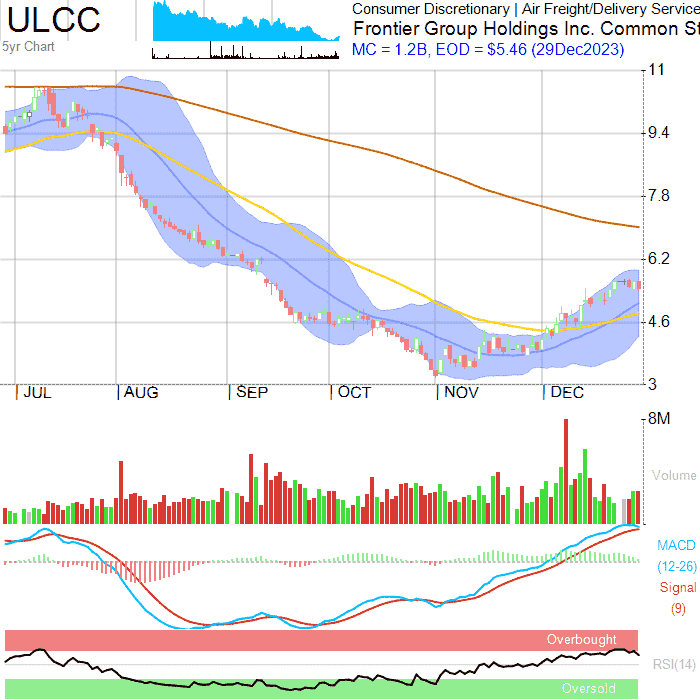 ULCC
5yr Chart
Consumer Discretionary | Air Freight/Delivery Service
Frontier Group Holdings Inc. Common St
MC = 1.2B, EOD = $5.46 (29Dec2023)
11
9.4
7.8
6.2
4.6
3
JUL AUG SEP OCT NOV DEC
8M
Volume
MACD
(12-26)
Signal
(9)
Overbought
RSI(14)
Oversold